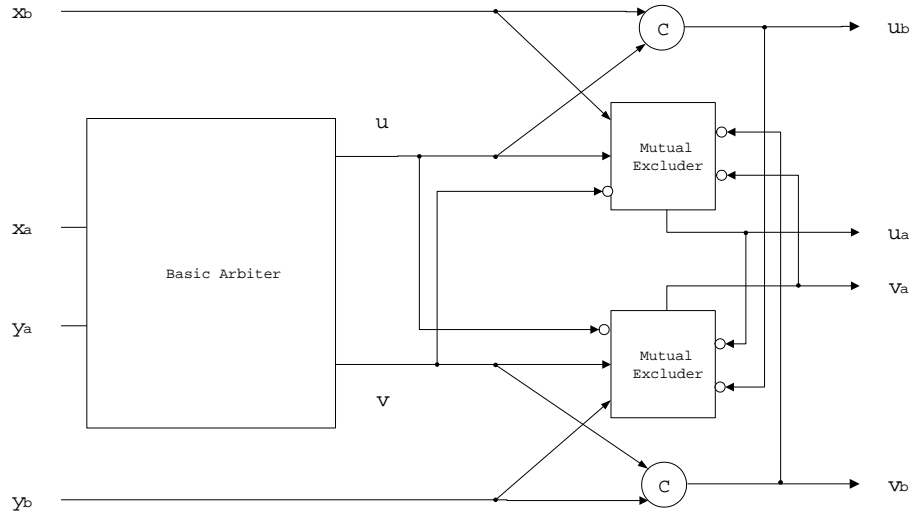 xb
C
ub
u
Mutual
Excluder
xa
ua
Basic Arbiter
va
ya
Mutual
Excluder
v
yb
C
vb